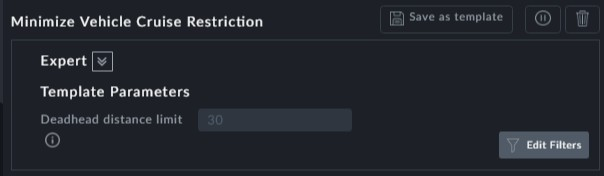 Minimize Vehicle Cruise Restriction
Save as template
Expert
Template Parameters
Deadhead distance limit 30
Edit Filters